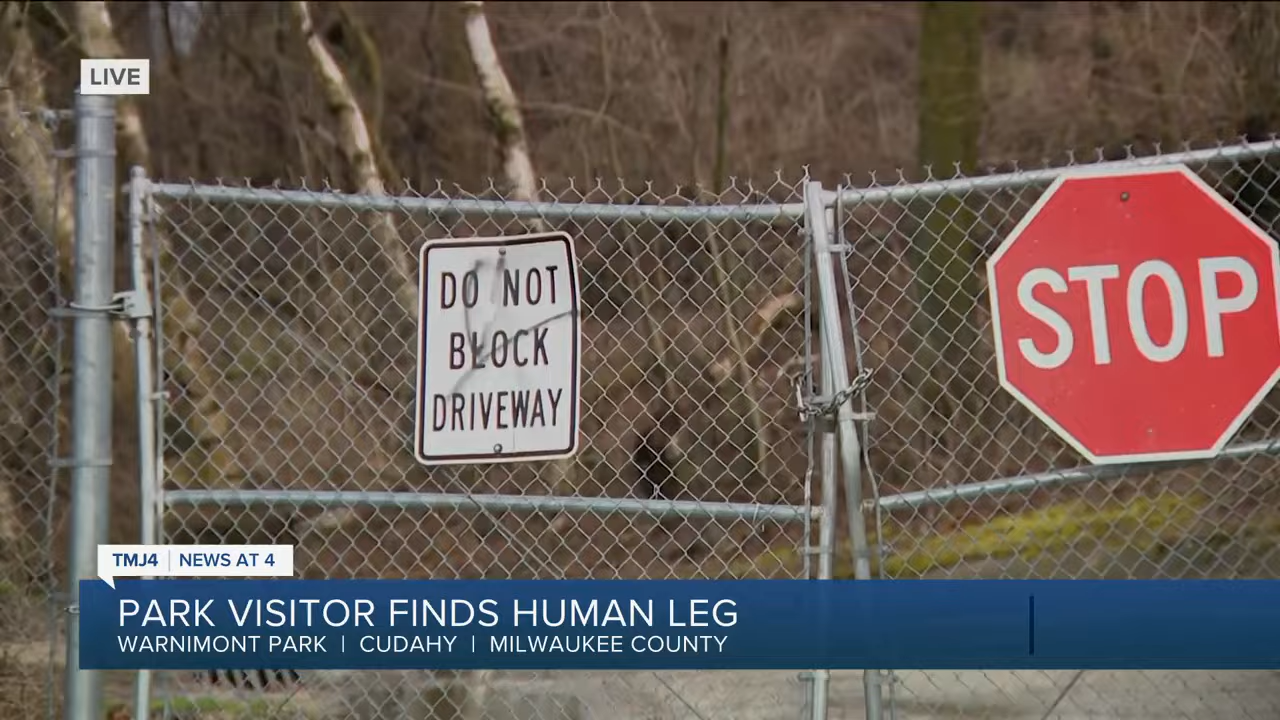 LIVE
DO NOT
BLOCK
DRIVEWAY
STOP
TMJ4 | NEWS AT 4
PARK VISITOR FINDS HUMAN LEG
WARNIMONT PARK | CUDAHY | MILWAUKEE COUNTY